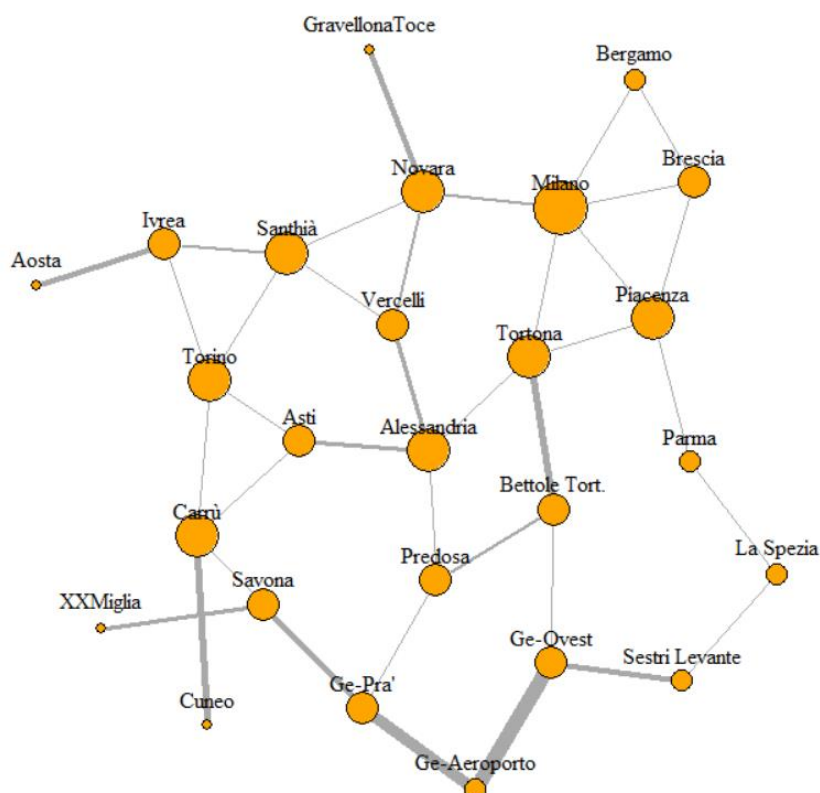 GravellonaToce
Bergamo
Brescia
Novara
Milano
Ivrea
Santhià
Aosta
Vercelli
Piacenza
Tortona
Torino
Asti
Alessandria
Parma
Bettole Tort.
Carrù
La Spezia
Predosa
Savona
XXMiglia
Ge-Ovest
Sestri Levante
Ge-Pra'
Cuneo
Ge-Aeroporto